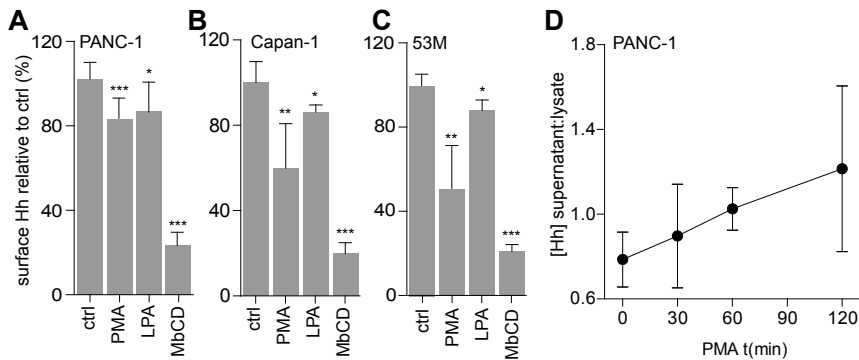 A
PANC-1
surface Hh relative to ctrl (%)
120
80
40
0
***
*
***
ctrl
PMA
LPA
MbCD
B
Capan-1
120
80
40
0
**
*
***
ctrl
PMA
LPA
MbCD
C
53M
120
80
40
0
**
*
***
ctrl
PMA
LPA
MbCD
D
PANC-1
[Hh] supernatant:lysate
1.8
1.4
1.0
0.6
0
30
60
90
120
PMA t(min)